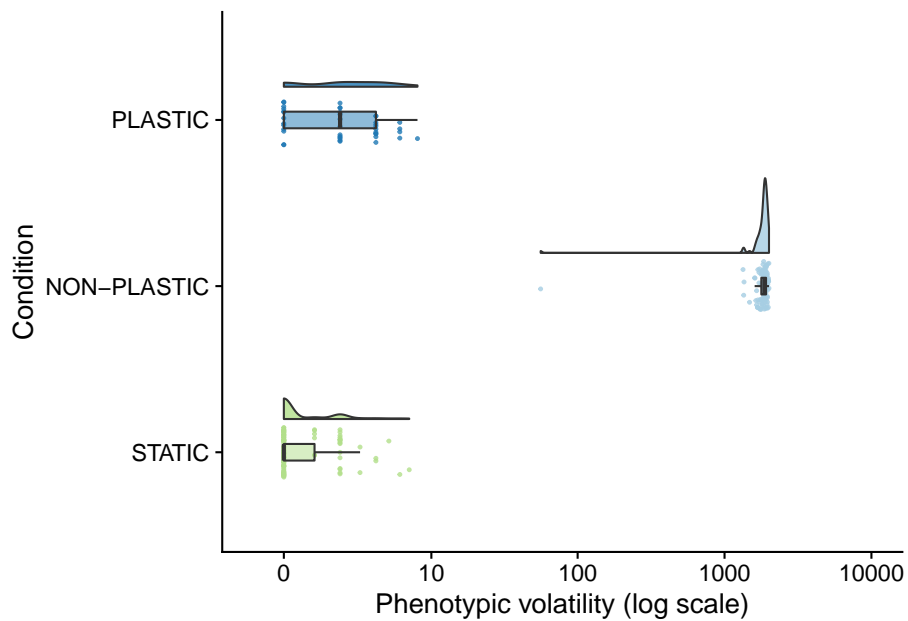 Condition
PLASTIC
NON−PLASTIC
STATIC
0 10 100 1000 10000
Phenotypic volatility (log scale)